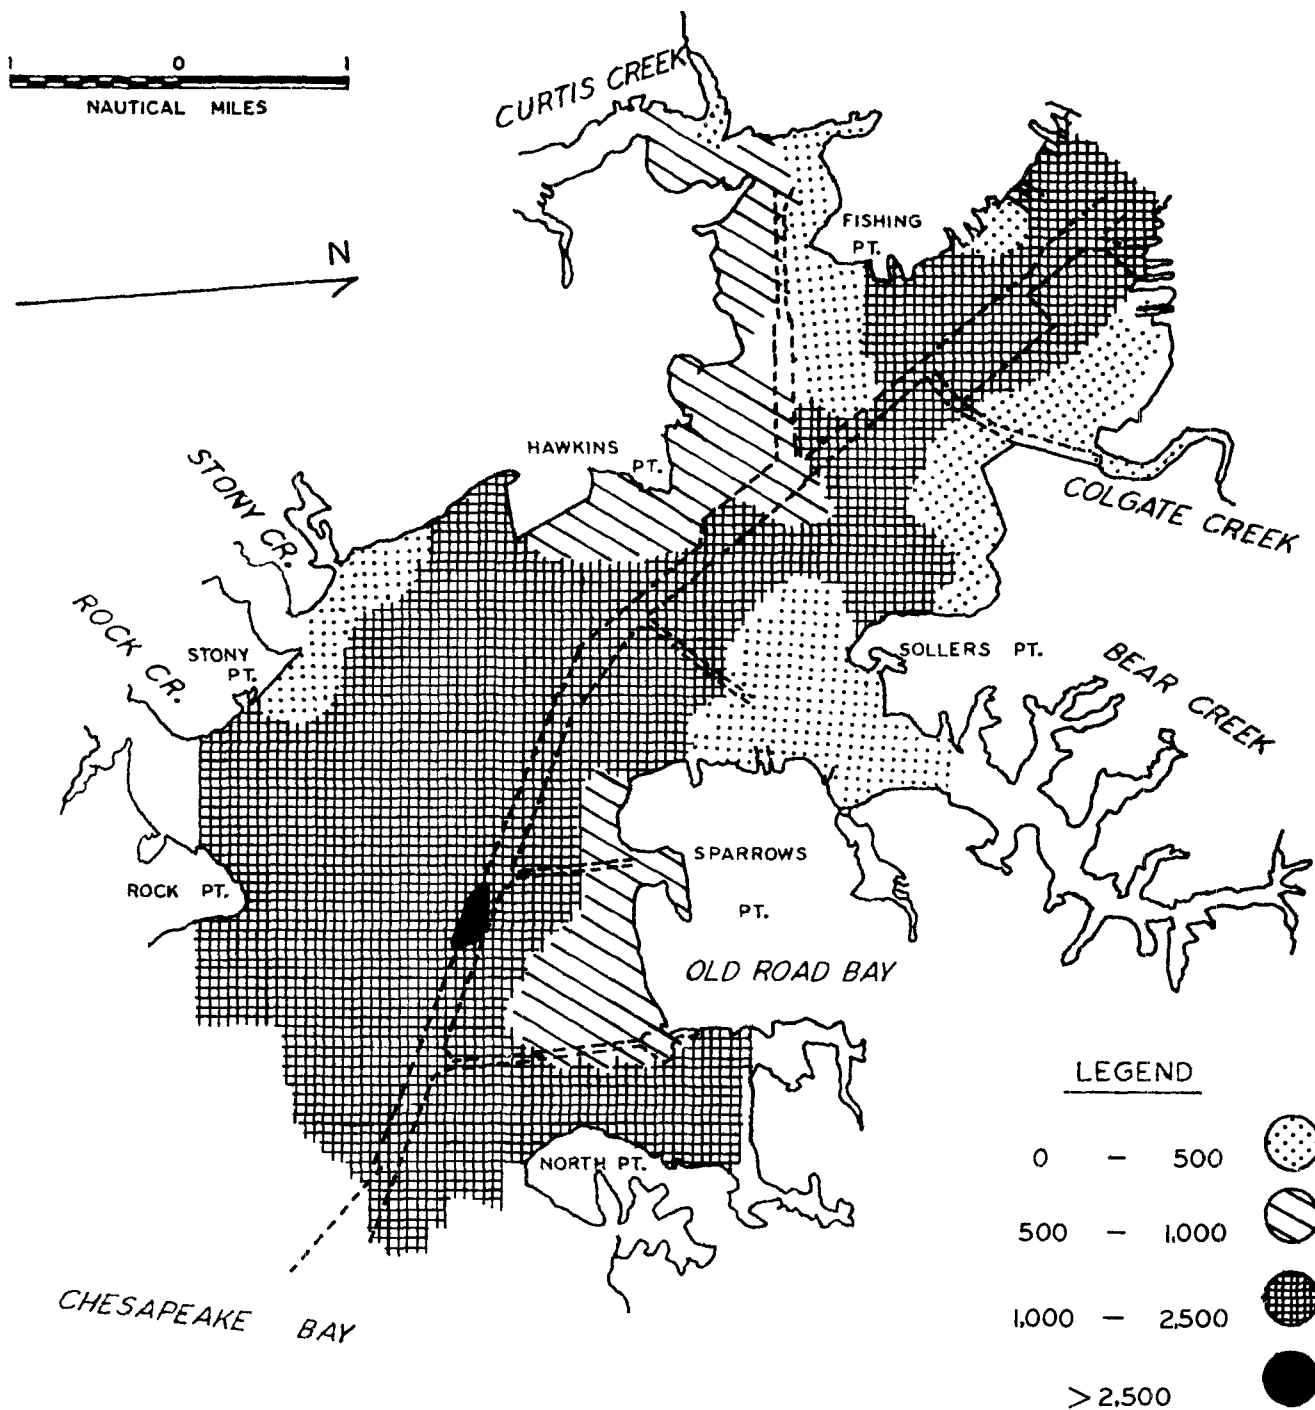 1 0 1
NAUTICAL MILES
CURTIS CREEK
N
FISHING
PT.
HAWKINS
PT.
STONY
CR.
COLGATE CREEK
ROCK
CR.
STONY
PT.
SOLLERS PT.
BEAR CREEK
SPARROWS
PT.
ROCK PT.
OLD ROAD BAY
NORTH PT.
CHESAPEAKE BAY
LEGEND
0 – 500
500 – 1,000
1,000 – 2,500
>2,500